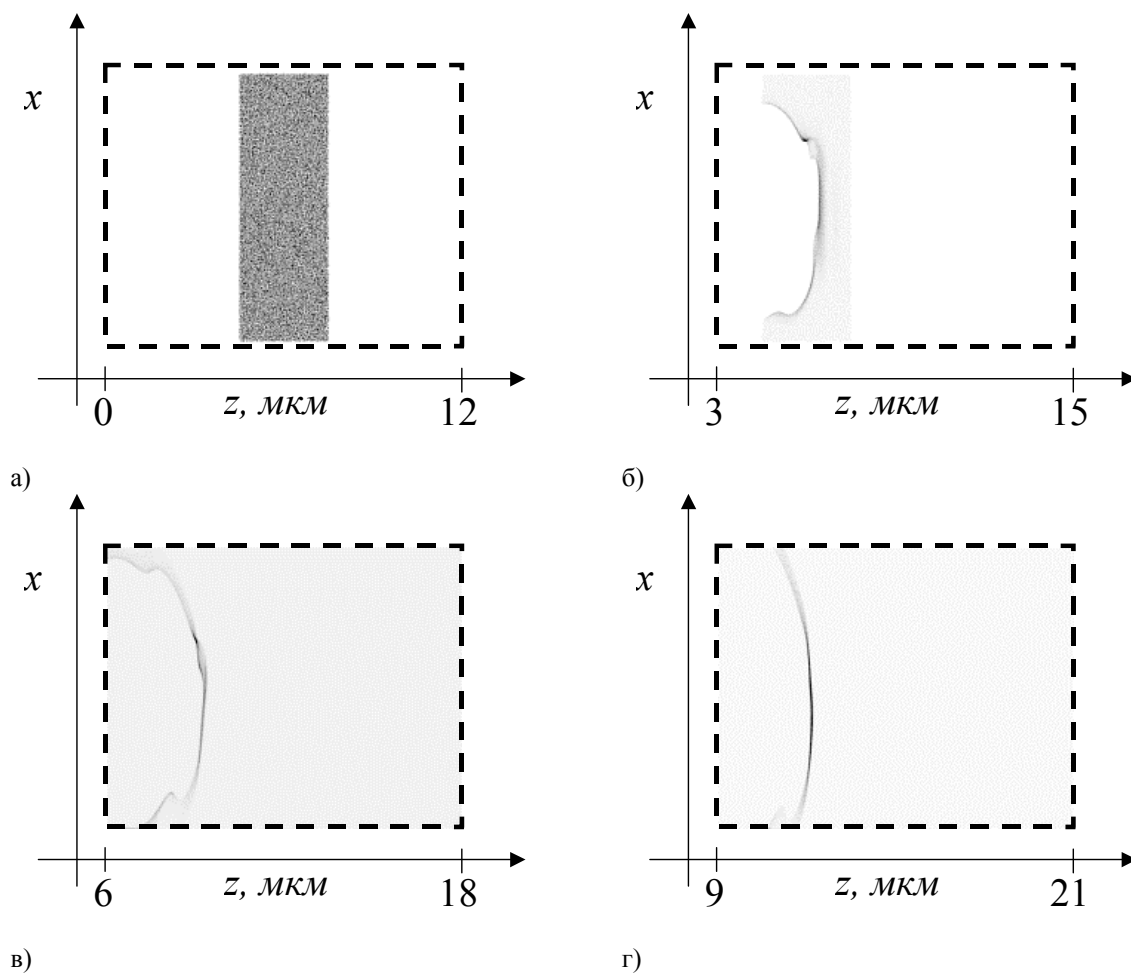 x
0 z, мкм 12
а)
x
3 z, мкм 15
б)
x
6 z, мкм 18
в)
x
9 z, мкм 21
г)